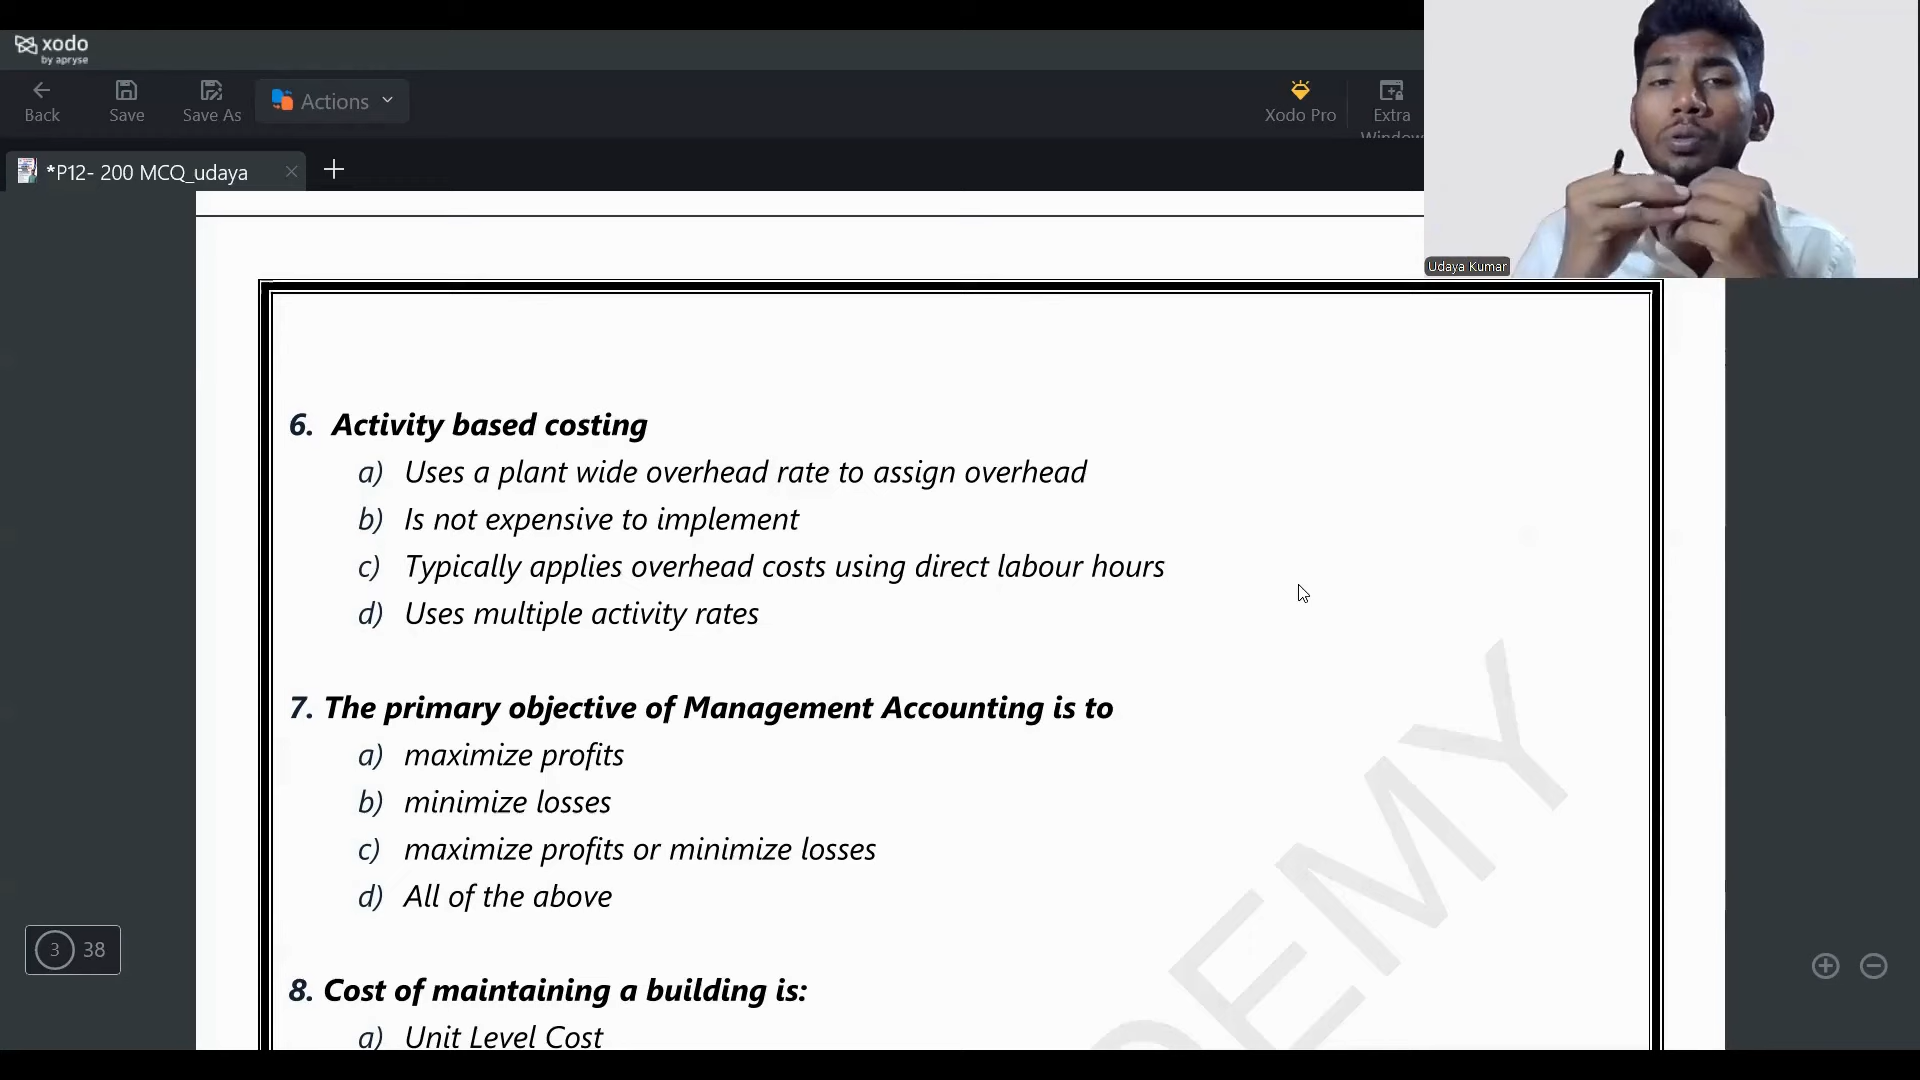 xodo
by apryse
Back
Save
Save As
Actions
Xodo Pro
Extra
*P12- 200 MCQ_udaya
Udaya Kumar
6. Activity based costing
a) Uses a plant wide overhead rate to assign overhead
b) Is not expensive to implement
c) Typically applies overhead costs using direct labour hours
d) Uses multiple activity rates
7. The primary objective of Management Accounting is to
a) maximize profits
b) minimize losses
c) maximize profits or minimize losses
d) All of the above
8. Cost of maintaining a building is:
a) Unit Level Cost
3 38
DEMY